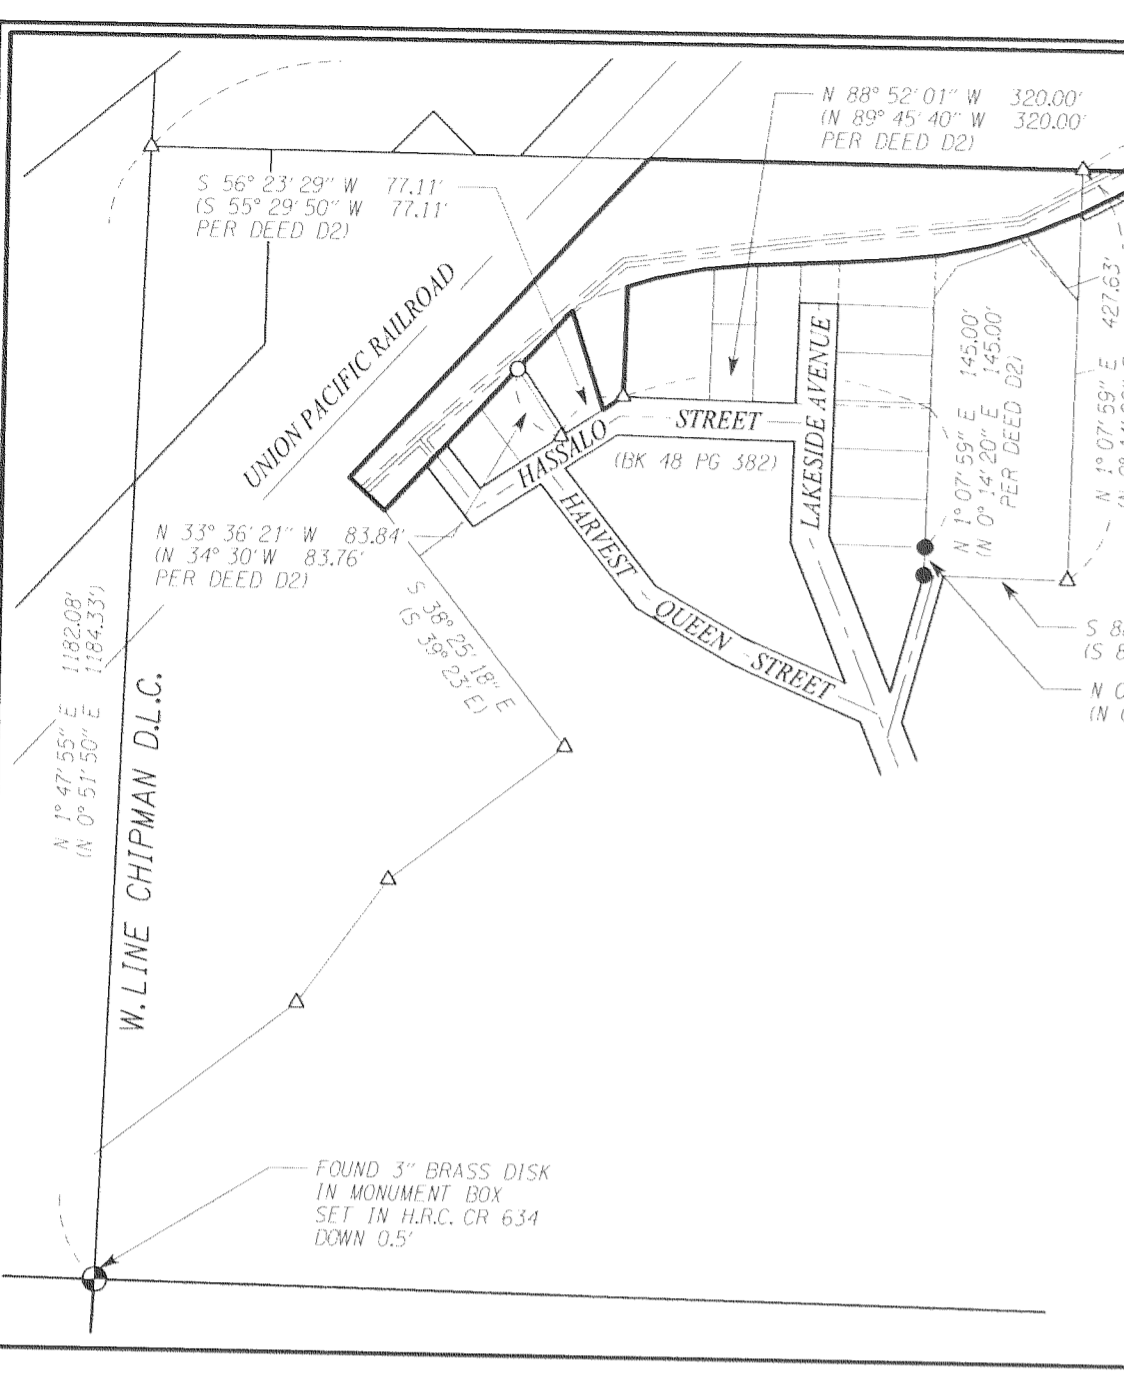 N 88° 52' 01" W 320.00'
(N 89° 45' 40" W 320.00'
PER DEED D2)
S 56° 23' 29" W 77.11'
(S 55° 29' 50" W 77.11'
PER DEED D2)
UNION PACIFIC RAILROAD
HASSALO STREET
(BK 48 PG 382)
LAKESIDE AVENUE
N 1° 07' 59" E 145.00'
(N 0° 14' 20" E 145.00'
PER DEED D2)
N 1° 07' 59" E 427.63'
N 33° 36' 21" W 83.84'
(N 34° 30' W 83.76'
PER DEED D2)
HARVEST QUEEN STREET
S 38° 25' 18" E
(S 39° 23' E)
S 8
(S 8
N 0
(N
N 1° 47' 55" E 1182.08'
(N 0° 51' 50" E 1184.33')
W. LINE CHIPMAN D.L.C.
FOUND 3" BRASS DISK
IN MONUMENT BOX
SET IN H.R.C. CR 634
DOWN 0.5'